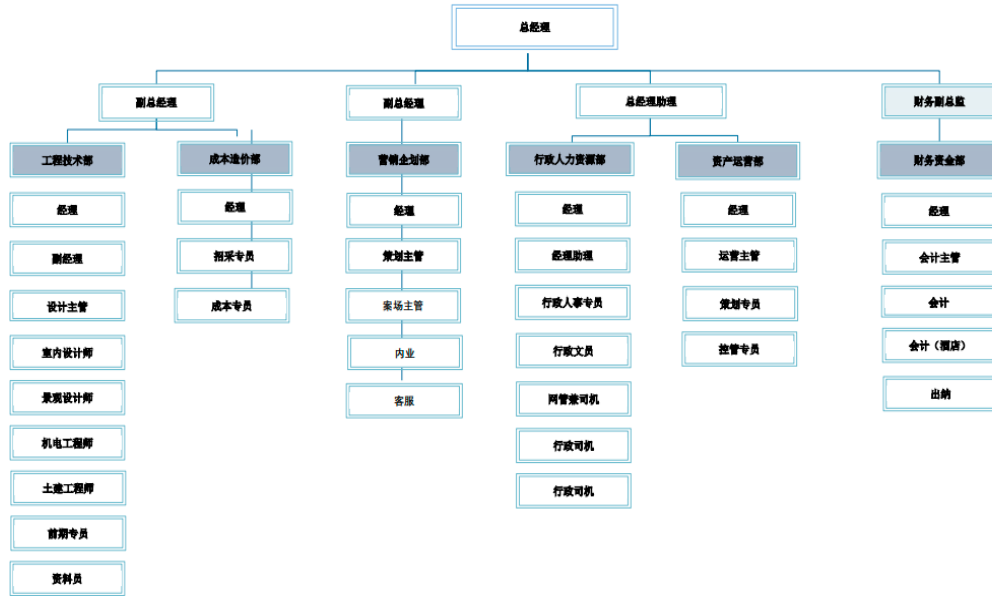 总经理
副总经理
副总经理
总经理助理
财务副总监
工程技术部
成本造价部
营销企划部
行政人力资源部
资产运营部
财务资金部
经理
副经理
设计主管
室内设计师
景观设计师
机电工程师
土建工程师
前期专员
资料员
经理
招采专员
成本专员
经理
策划主管
案场主管
内业
客服
经理
经理助理
行政人事专员
行政文员
网管兼司机
行政司机
行政司机
经理
运营主管
策划专员
控管专员
经理
会计主管
会计
会计（酒店）
出纳